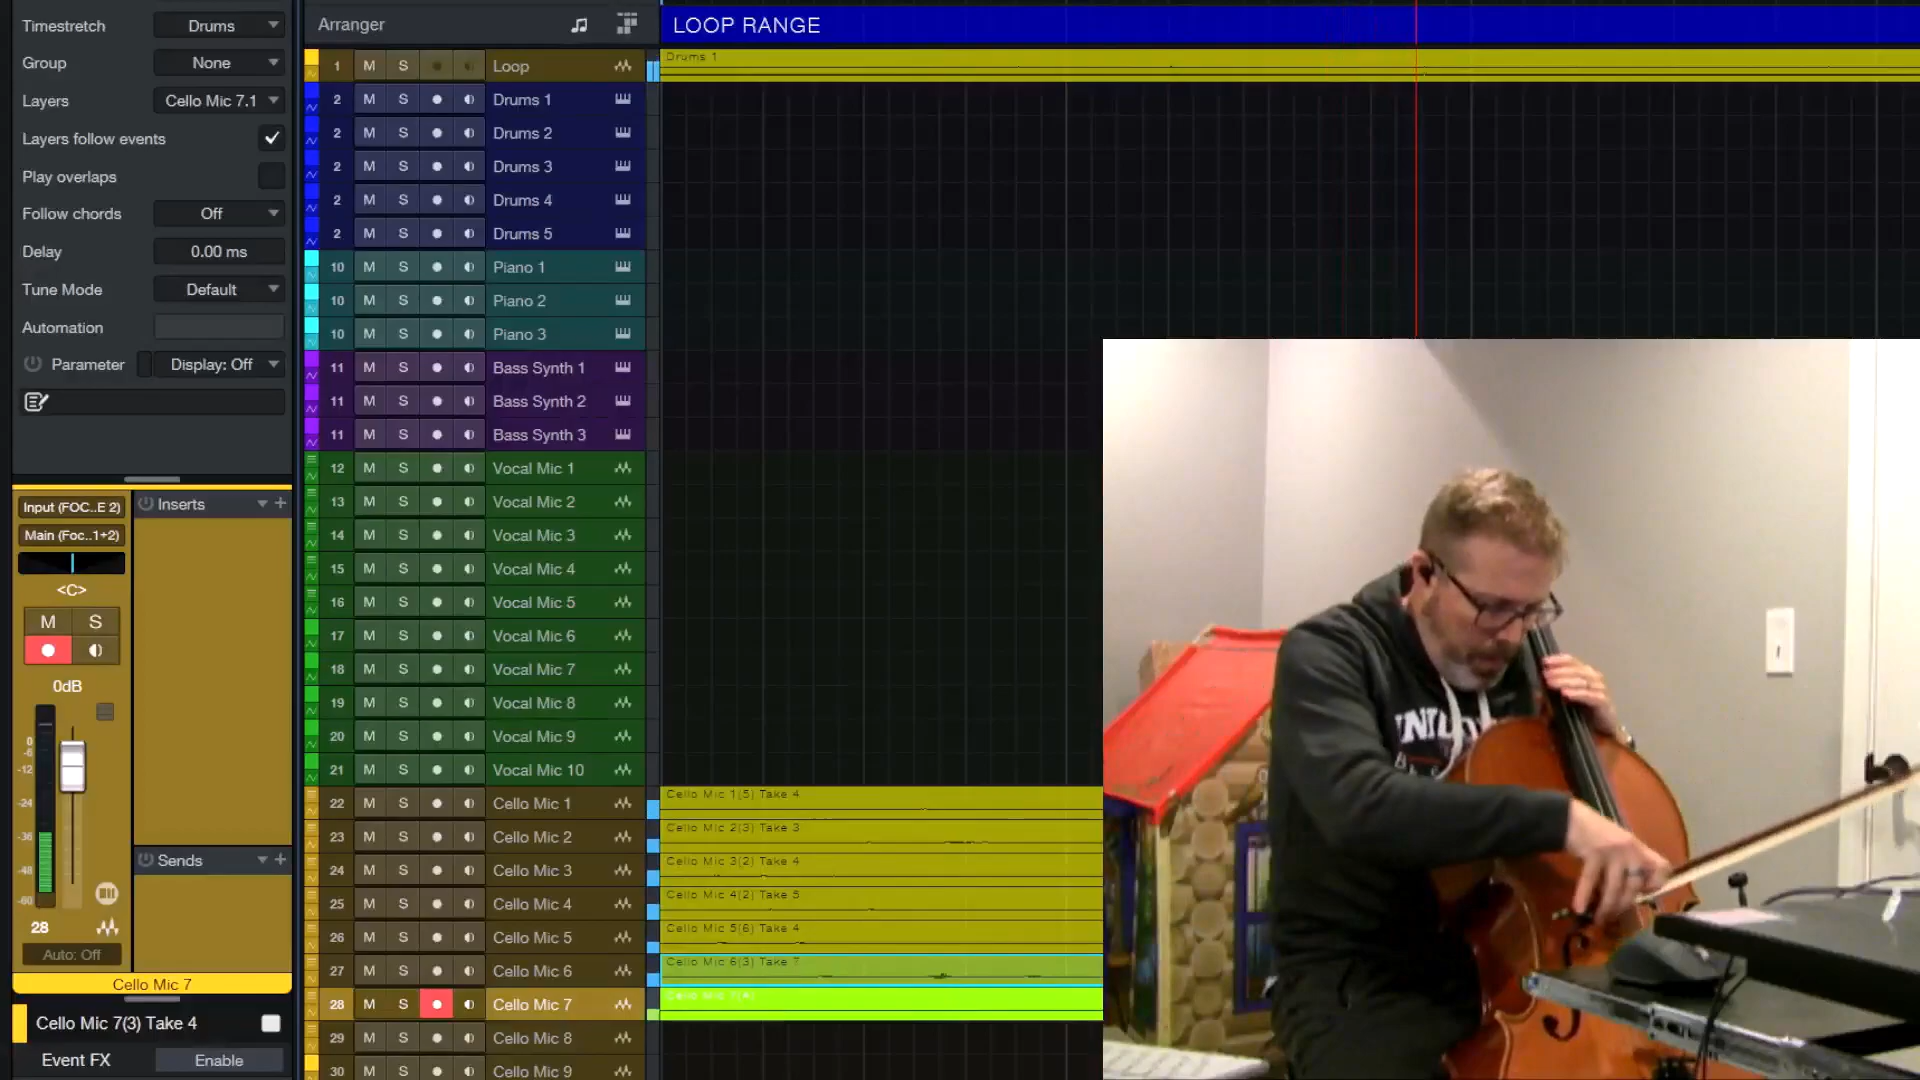 Timestretch Drums
Group None
Layers Cello Mic 7.1
Layers follow events
Play overlaps
Follow chords Off
Delay 0.00 ms
Tune Mode Default
Automation
Parameter Display: Off
Input (FOC..E 2)
Main (Foc..1+2)
<C>
M S
0dB
0
-6
-12
-24
-36
-48
-60
28
Auto: Off
Cello Mic 7
Inserts
Sends
Cello Mic 7(3) Take 4
Event FX Enable
Arranger
LOOP RANGE
1 M S Loop
2 M S Drums 1
2 M S Drums 2
2 M S Drums 3
2 M S Drums 4
2 M S Drums 5
10 M S Piano 1
10 M S Piano 2
10 M S Piano 3
11 M S Bass Synth 1
11 M S Bass Synth 2
11 M S Bass Synth 3
12 M S Vocal Mic 1
13 M S Vocal Mic 2
14 M S Vocal Mic 3
15 M S Vocal Mic 4
16 M S Vocal Mic 5
17 M S Vocal Mic 6
18 M S Vocal Mic 7
19 M S Vocal Mic 8
20 M S Vocal Mic 9
21 M S Vocal Mic 10
22 M S Cello Mic 1
23 M S Cello Mic 2
24 M S Cello Mic 3
25 M S Cello Mic 4
26 M S Cello Mic 5
27 M S Cello Mic 6
28 M S Cello Mic 7
29 M S Cello Mic 8
30 M S Cello Mic 9
Drums 1
Cello Mic 1(5) Take 4
Cello Mic 2(3) Take 3
Cello Mic 3(2) Take 4
Cello Mic 4(2) Take 5
Cello Mic 5(6) Take 4
Cello Mic 6(3) Take 7